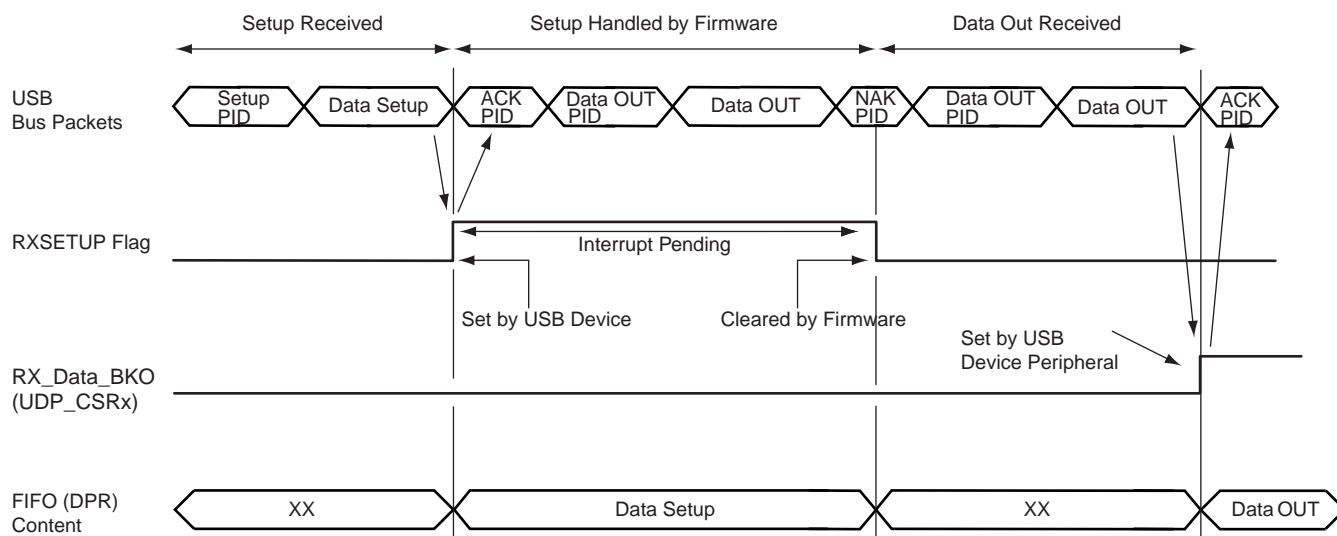 Setup Received
Setup Handled by Firmware
Data Out Received
USB
Bus Packets
Setup
PID
Data Setup
ACK
PID
Data OUT
PID
Data OUT
NAK
PID
Data OUT
PID
Data OUT
ACK
PID
RXSETUP Flag
Interrupt Pending
Set by USB Device
Cleared by Firmware
Set by USB
Device Peripheral
RX_Data_BKO
(UDP_CSRx)
FIFO (DPR)
Content
XX
Data Setup
XX
Data OUT